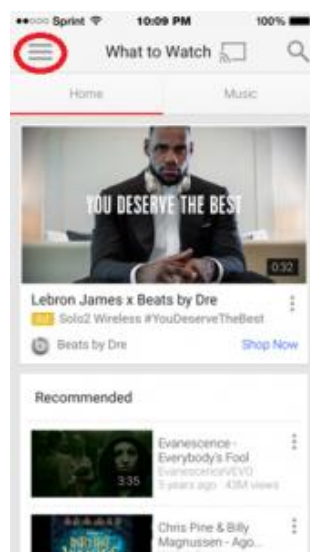 Sprint 10:09 PM 100%
What to Watch
Home Music
YOU DESERVE THE BEST
0:32
Lebron James x Beats by Dre
Ad Solo2 Wireless #YouDeserveTheBest
Beats by Dre Shop Now
Recommended
Evanescence -
Everybody's Fool
EvanescenceVEVO
5 years ago · 43M views
3:35
Chris Pine & Billy
Magnussen - Ago...